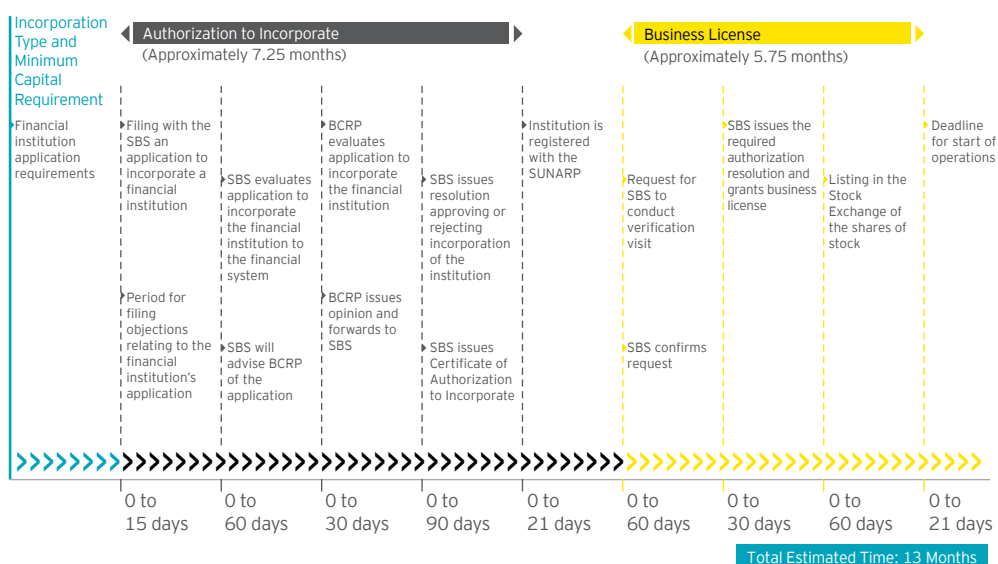 Incorporation
Type and
Minimum
Capital
Requirement
Authorization to Incorporate
(Approximately 7.25 months)
Business License
(Approximately 5.75 months)
Financial
institution
application
requirements
Filing with the
SBS an
application to
incorporate a
financial
institution
Period for
filing
objections
relating to the
financial
institution's
application
SBS evaluates
application to
incorporate
the financial
institution to
the financial
system
SBS will
advise BCRP
of the
application
BCRP
evaluates
application to
incorporate
the financial
institution
BCRP issues
opinion and
forwards to
SBS
SBS issues
resolution
approving or
rejecting
incorporation
of the
institution
SBS issues
Certificate of
Authorization
to Incorporate
Institution is
registered
with the
SUNARP
Request for
SBS to
conduct
verification
visit
SBS confirms
request
SBS issues the
required
authorization
resolution and
grants business
license
Listing in the
Stock
Exchange of
the shares of
stock
Deadline
for start of
operations
0 to
15 days
0 to
60 days
0 to
30 days
0 to
90 days
0 to
21 days
0 to
60 days
0 to
30 days
0 to
60 days
0 to
21 days
Total Estimated Time: 13 Months